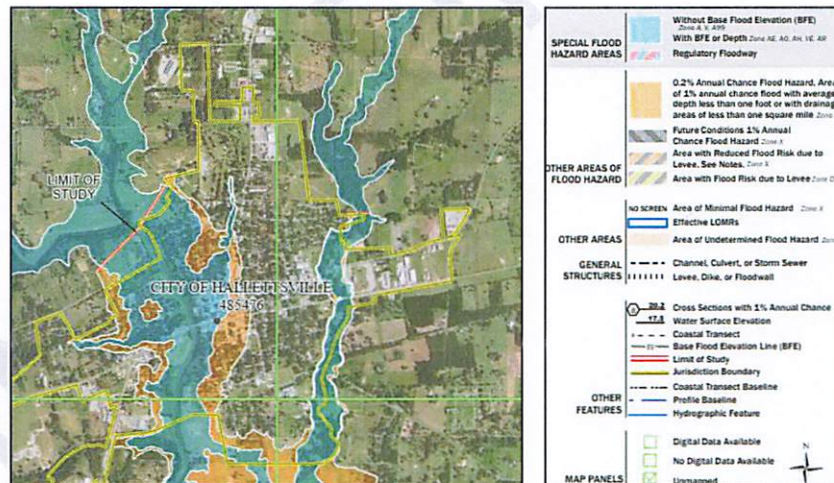 LIMIT OF
STUDY
CITY OF HALLETTSVILLE
485476
SPECIAL FLOOD
HAZARD AREAS
Without Base Flood Elevation (BFE)
Zone A, V, A99
With BFE or Depth Zone AE, AO, AH, VE, AR
Regulatory Floodway
OTHER AREAS OF
FLOOD HAZARD
0.2% Annual Chance Flood Hazard, Area
of 1% annual chance flood with average
depth less than one foot or with drainag
areas of less than one square mile Zone
Future Conditions 1% Annual
Chance Flood Hazard Zone X
Area with Reduced Flood Risk due to
Levee. See Notes. Zone X
Area with Flood Risk due to Levee Zone D
OTHER AREAS
NO SCREEN Area of Minimal Flood Hazard Zone X
Effective LOMRs
Area of Undetermined Flood Hazard Zone
GENERAL
STRUCTURES
Channel, Culvert, or Storm Sewer
Levee, Dike, or Floodwall
OTHER
FEATURES
20.2 Cross Sections with 1% Annual Chance
17.5 Water Surface Elevation
Coastal Transect
Base Flood Elevation Line (BFE)
Limit of Study
Jurisdiction Boundary
Coastal Transect Baseline
Profile Baseline
Hydrographic Feature
MAP PANELS
Digital Data Available
No Digital Data Available
Unmapped
N